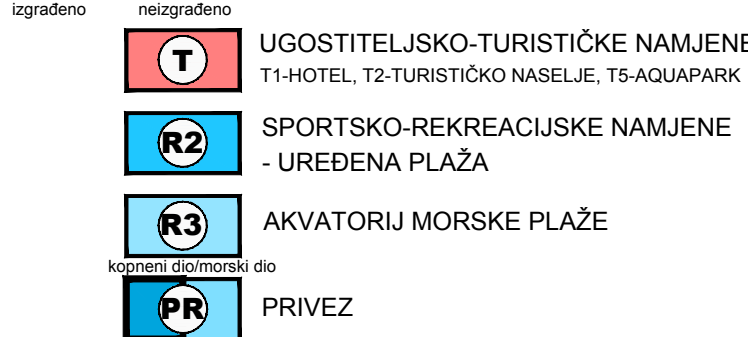 izgrađeno neizgrađeno
T UGOSTITELJSKO-TURISTIČKE NAMJENE
T1-HOTEL, T2-TURISTIČKO NASELJE, T5-AQUAPARK
R2 SPORTSKO-REKREACIJSKE NAMJENE
- UREĐENA PLAŽA
R3 AKVATORIJ MORSKE PLAŽE
kopneni dio/morski dio
PR PRIVEZ